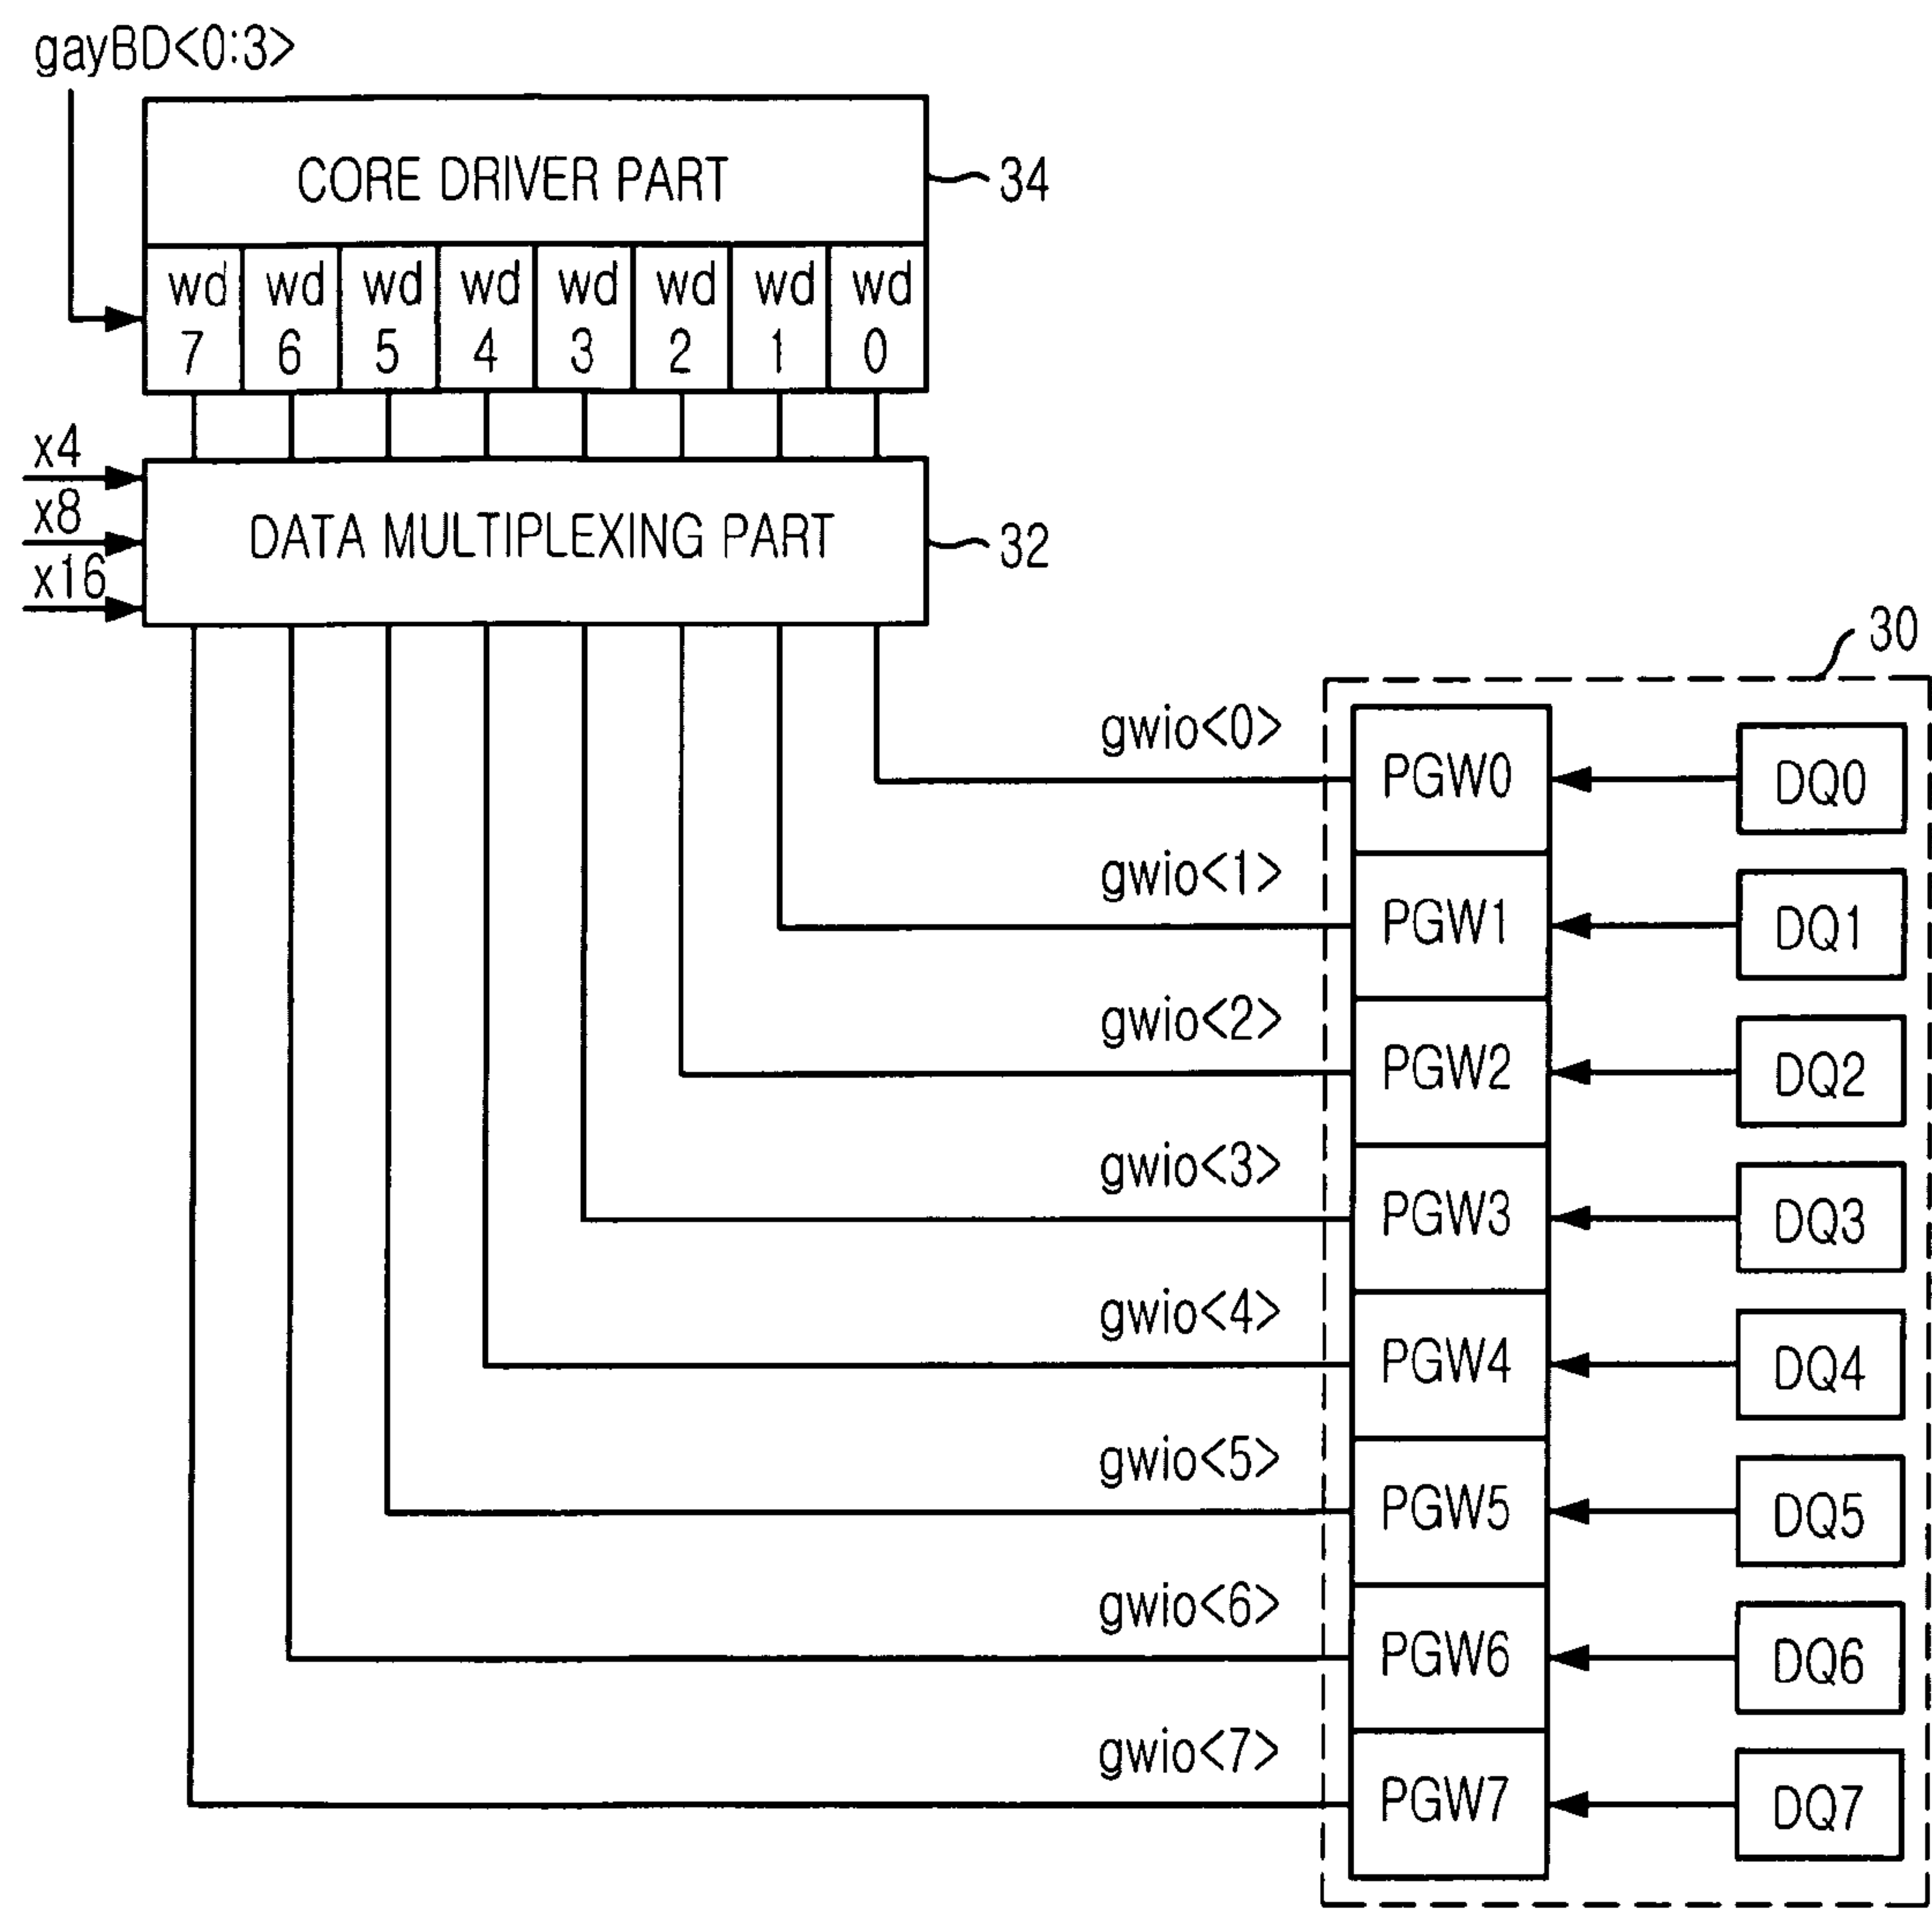 gayBD<0:3>
CORE DRIVER PART
34
wd wd wd wd wd wd wd wd
7 6 5 4 3 2 1 0
x4
x8
x16
DATA MULTIPLEXING PART
32
30
gwio<0>
PGW0
DQ0
gwio<1>
PGW1
DQ1
gwio<2>
PGW2
DQ2
gwio<3>
PGW3
DQ3
gwio<4>
PGW4
DQ4
gwio<5>
PGW5
DQ5
gwio<6>
PGW6
DQ6
gwio<7>
PGW7
DQ7